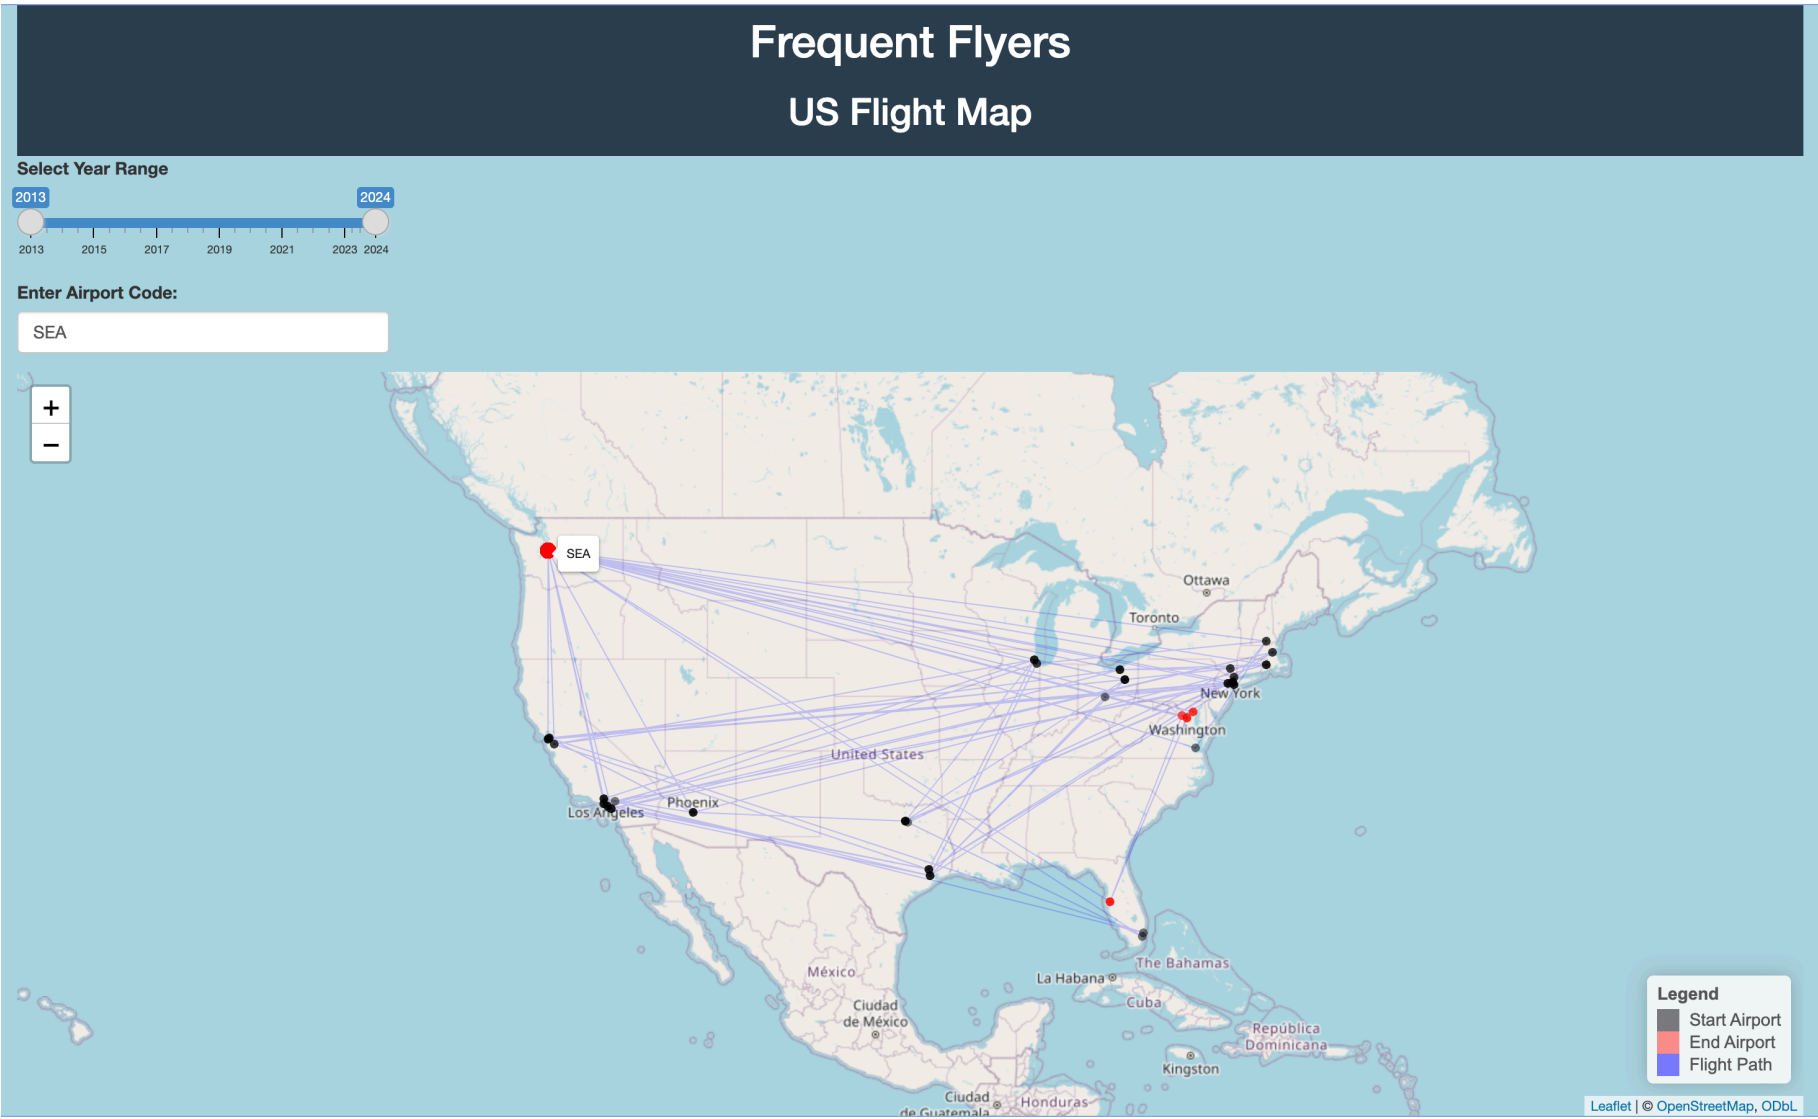 Frequent Flyers
US Flight Map
Select Year Range
2013
2024
2013 2015 2017 2019 2021 2023 2024
Enter Airport Code:
SEA
+
−
SEA
Ottawa
Toronto
New York
Washington
United States
Los Angeles
Phoenix
México
La Habana
The Bahamas
Cuba
Ciudad
de México
República
Dominicana
Kingston
Ciudad
de Guatemala
Honduras
Legend
Start Airport
End Airport
Flight Path
Leaflet | © OpenStreetMap, ODbL